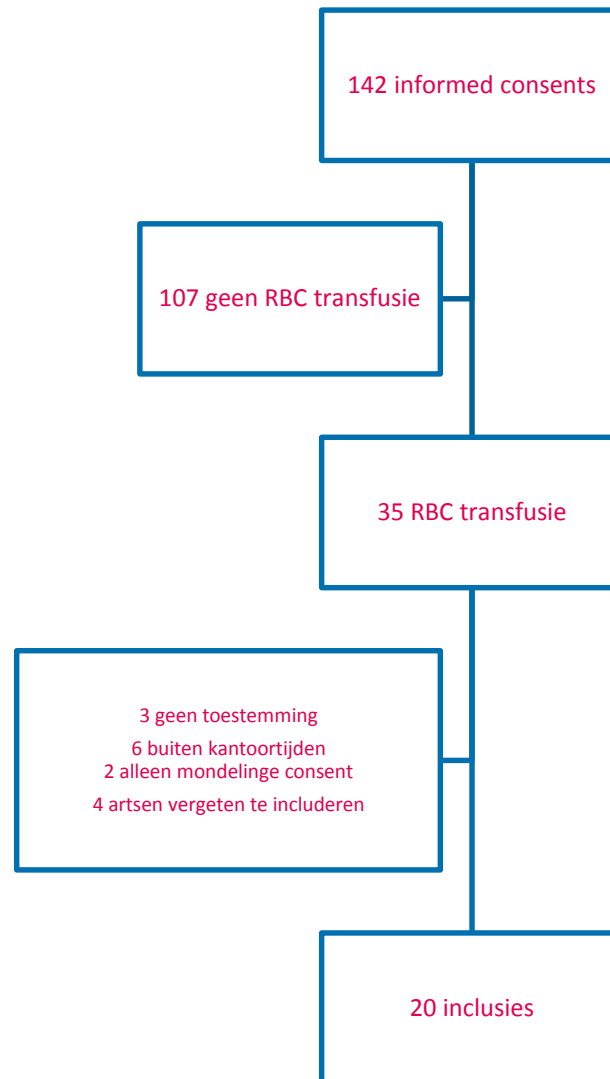 142 informed consents
107 geen RBC transfusie
35 RBC transfusie
3 geen toestemming
6 buiten kantoortijden
2 alleen mondelinge consent
4 artsen vergeten te includeren
20 inclusies